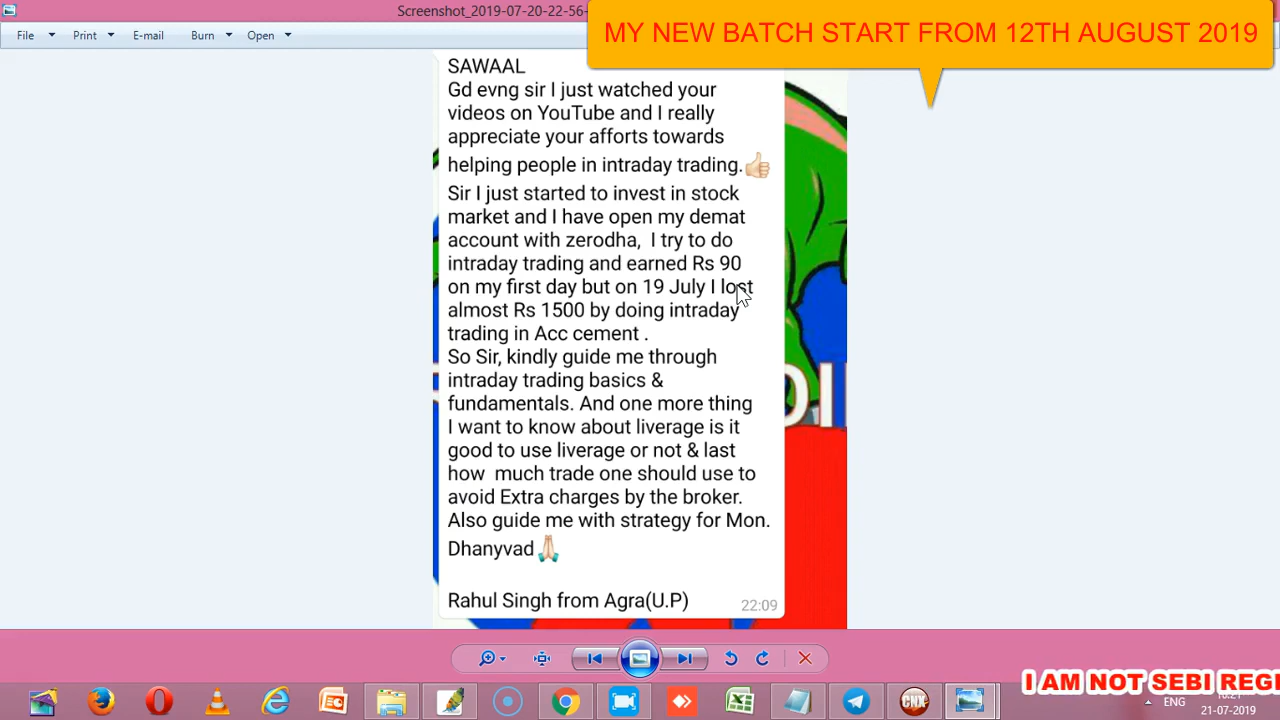 Screenshot_2019-07-20-22-56-
MY NEW BATCH START FROM 12TH AUGUST 2019
File Print E-mail Burn Open
SAWAAL
Gd evng sir I just watched your
videos on YouTube and I really
appreciate your afforts towards
helping people in intraday trading.👍🏻
Sir I just started to invest in stock
market and I have open my demat
account with zerodha, I try to do
intraday trading and earned Rs 90
on my first day but on 19 July I lost
almost Rs 1500 by doing intraday
trading in Acc cement .
So Sir, kindly guide me through
intraday trading basics &
fundamentals. And one more thing
I want to know about liverage is it
good to use liverage or not & last
how much trade one should use to
avoid Extra charges by the broker.
Also guide me with strategy for Mon.
Dhanyvad🙏🏻
Rahul Singh from Agra(U.P)
22:09
I AM NOT SEBI REGI
CNX
ENG
21-07-2019